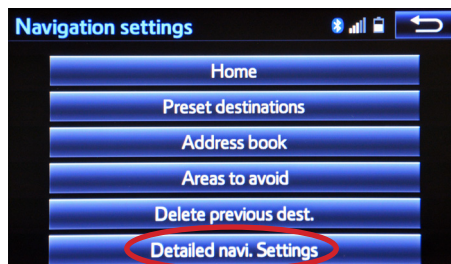 Navigation settings
Home
Preset destinations
Address book
Areas to avoid
Delete previous dest.
Detailed navi. Settings